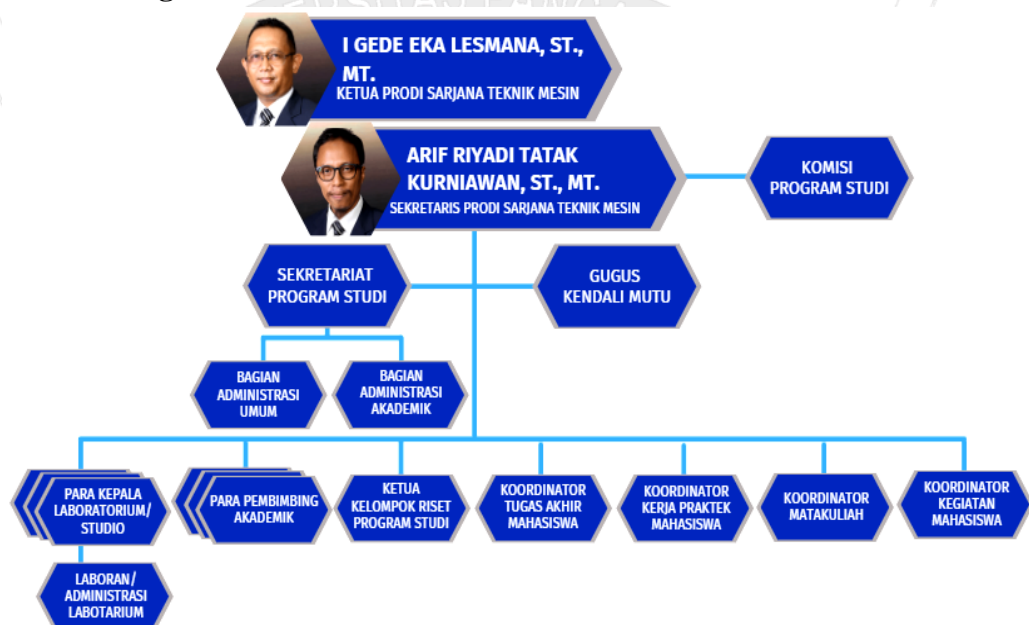 I GEDE EKA LESMANA, ST.,
MT.
KETUA PRODI SARJANA TEKNIK MESIN
ARIF RIYADI TATAK
KURNIAWAN, ST., MT.
SEKRETARIS PRODI SARJANA TEKNIK MESIN
KOMISI
PROGRAM STUDI
SEKRETARIAT
PROGRAM STUDI
GUGUS
KENDALI MUTU
BAGIAN
ADMINISTRASI
UMUM
BAGIAN
ADMINISTRASI
AKADEMIK
PARA KEPALA
LABORATORIUM/
STUDIO
PARA PEMBIMBING
AKADEMIK
KETUA
KELOMPOK RISET
PROGRAM STUDI
KOORDINATOR
TUGAS AKHIR
MAHASISWA
KOORDINATOR
KERJA PRAKTEK
MAHASISWA
KOORDINATOR
MATAKULIAH
KOORDINATOR
KEGIATAN
MAHASISWA
LABORAN/
ADMINISTRASI
LABOTARIUM